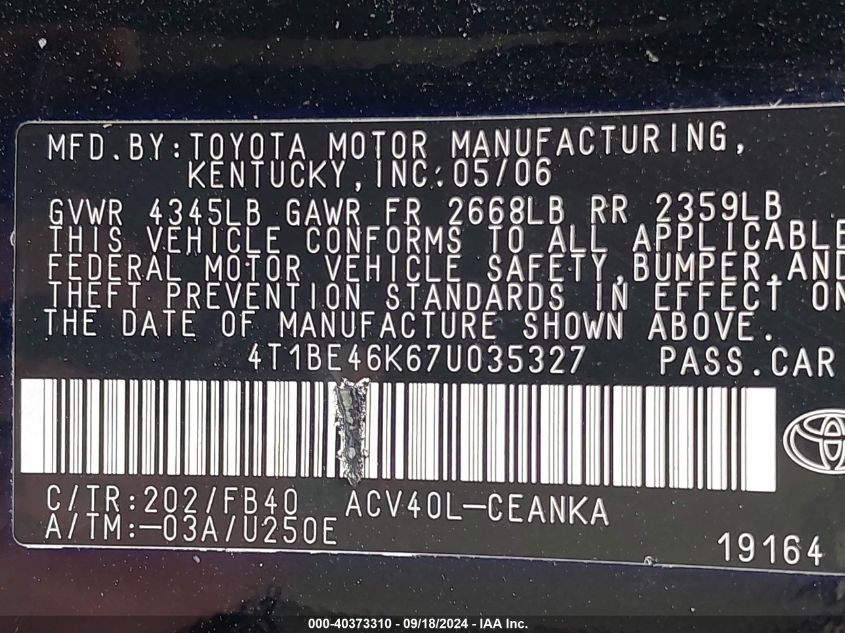 MFD.BY:TOYOTA MOTOR MANUFACTURING,
KENTUCKY,INC.05/06
GVWR 4345LB GAWR FR 2668LB RR 2359LB
THIS VEHICLE CONFORMS TO ALL APPLICABLE
FEDERAL MOTOR VEHICLE SAFETY,BUMPER,AND
THEFT PREVENTION STANDARDS IN EFFECT ON
THE DATE OF MANUFACTURE SHOWN ABOVE.
4T1BE46K67U035327 PASS.CAR
C/TR:202/FB40 ACV40L-CEANKA
A/TM:-03A/U250E
19164
000-40373310 - 09/18/2024 - IAA Inc.